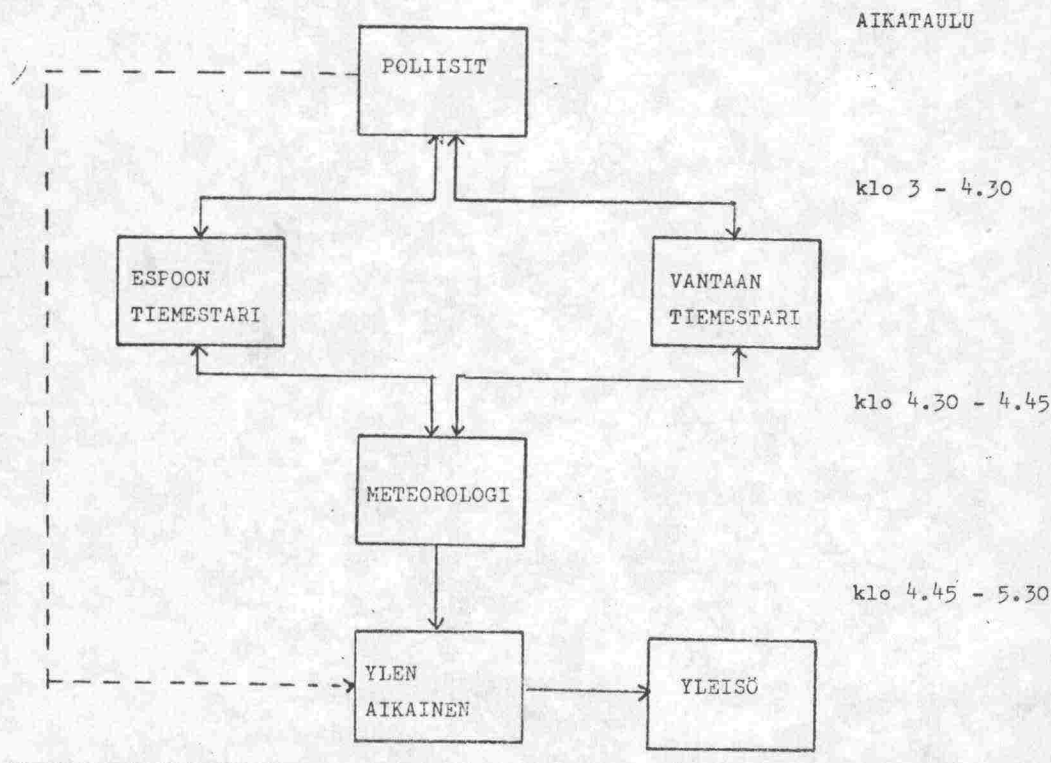 AIKATAULU
POLIISIT
klo 3 - 4.30
ESPOON
TIEMESTARI
VANTAAN
TIEMESTARI
klo 4.30 - 4.45
METEOROLOGI
klo 4.45 - 5.30
YLEN
AIKAINEN
YLEISÖ